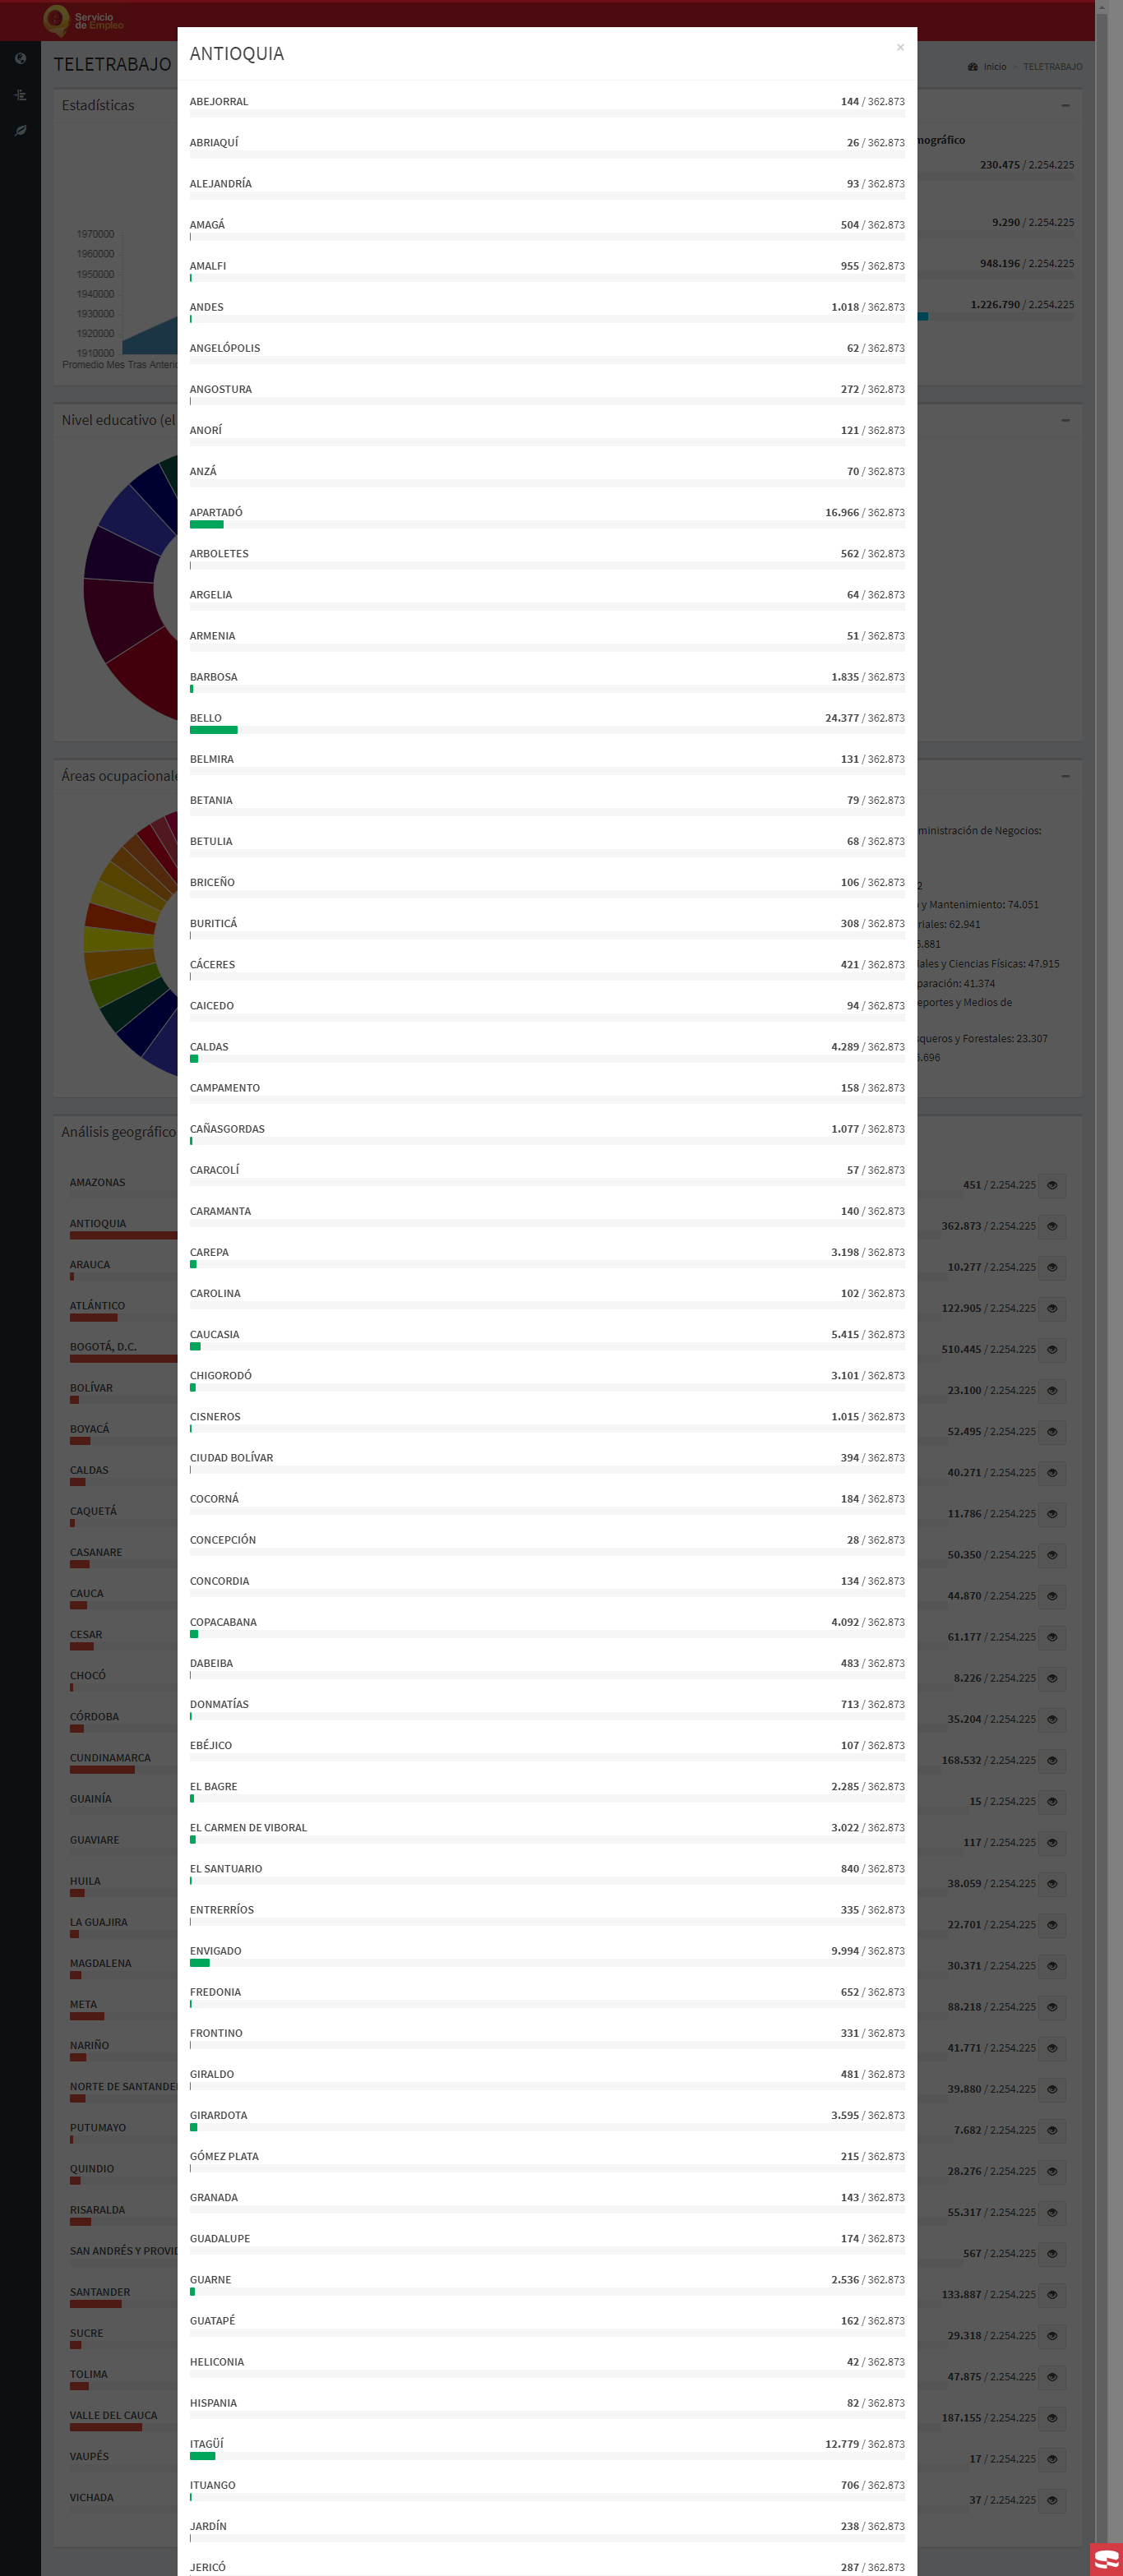 Servicio
de Empleo
TELETRABAJO
Inicio > TELETRABAJO
Estadísticas
nográfico
230.475 / 2.254.225
9.290 / 2.254.225
948.196 / 2.254.225
1.226.790 / 2.254.225
1970000
1960000
1950000
1940000
1930000
1920000
1910000
Promedio Mes Tras Anterio
Nivel educativo (el
Áreas ocupacionale
ministración de Negocios:
2
y Mantenimiento: 74.051
riales: 62.941
.881
iales y Ciencias Físicas: 47.915
paración: 41.374
eportes y Medios de
squeros y Forestales: 23.307
.696
Análisis geográfico
AMAZONAS 451 / 2.254.225
ANTIOQUIA 362.873 / 2.254.225
ARAUCA 10.277 / 2.254.225
ATLÁNTICO 122.905 / 2.254.225
BOGOTÁ, D.C. 510.445 / 2.254.225
BOLÍVAR 23.100 / 2.254.225
BOYACÁ 52.495 / 2.254.225
CALDAS 40.271 / 2.254.225
CAQUETÁ 11.786 / 2.254.225
CASANARE 50.350 / 2.254.225
CAUCA 44.870 / 2.254.225
CESAR 61.177 / 2.254.225
CHOCÓ 8.226 / 2.254.225
CÓRDOBA 35.204 / 2.254.225
CUNDINAMARCA 168.532 / 2.254.225
GUAINÍA 15 / 2.254.225
GUAVIARE 117 / 2.254.225
HUILA 38.059 / 2.254.225
LA GUAJIRA 22.701 / 2.254.225
MAGDALENA 30.371 / 2.254.225
META 88.218 / 2.254.225
NARIÑO 41.771 / 2.254.225
NORTE DE SANTANDE 39.880 / 2.254.225
PUTUMAYO 7.682 / 2.254.225
QUINDIO 28.276 / 2.254.225
RISARALDA 55.317 / 2.254.225
SAN ANDRÉS Y PROVID 567 / 2.254.225
SANTANDER 133.887 / 2.254.225
SUCRE 29.318 / 2.254.225
TOLIMA 47.875 / 2.254.225
VALLE DEL CAUCA 187.155 / 2.254.225
VAUPÉS 17 / 2.254.225
VICHADA 37 / 2.254.225
ANTIOQUIA ×
ABEJORRAL 144 / 362.873
ABRIAQUÍ 26 / 362.873
ALEJANDRÍA 93 / 362.873
AMAGÁ 504 / 362.873
AMALFI 955 / 362.873
ANDES 1.018 / 362.873
ANGELÓPOLIS 62 / 362.873
ANGOSTURA 272 / 362.873
ANORÍ 121 / 362.873
ANZÁ 70 / 362.873
APARTADÓ 16.966 / 362.873
ARBOLETES 562 / 362.873
ARGELIA 64 / 362.873
ARMENIA 51 / 362.873
BARBOSA 1.835 / 362.873
BELLO 24.377 / 362.873
BELMIRA 131 / 362.873
BETANIA 79 / 362.873
BETULIA 68 / 362.873
BRICEÑO 106 / 362.873
BURITICÁ 308 / 362.873
CÁCERES 421 / 362.873
CAICEDO 94 / 362.873
CALDAS 4.289 / 362.873
CAMPAMENTO 158 / 362.873
CAÑASGORDAS 1.077 / 362.873
CARACOLÍ 57 / 362.873
CARAMANTA 140 / 362.873
CAREPA 3.198 / 362.873
CAROLINA 102 / 362.873
CAUCASIA 5.415 / 362.873
CHIGORODÓ 3.101 / 362.873
CISNEROS 1.015 / 362.873
CIUDAD BOLÍVAR 394 / 362.873
COCORNÁ 184 / 362.873
CONCEPCIÓN 28 / 362.873
CONCORDIA 134 / 362.873
COPACABANA 4.092 / 362.873
DABEIBA 483 / 362.873
DONMATÍAS 713 / 362.873
EBÉJICO 107 / 362.873
EL BAGRE 2.285 / 362.873
EL CARMEN DE VIBORAL 3.022 / 362.873
EL SANTUARIO 840 / 362.873
ENTRERRÍOS 335 / 362.873
ENVIGADO 9.994 / 362.873
FREDONIA 652 / 362.873
FRONTINO 331 / 362.873
GIRALDO 481 / 362.873
GIRARDOTA 3.595 / 362.873
GÓMEZ PLATA 215 / 362.873
GRANADA 143 / 362.873
GUADALUPE 174 / 362.873
GUARNE 2.536 / 362.873
GUATAPÉ 162 / 362.873
HELICONIA 42 / 362.873
HISPANIA 82 / 362.873
ITAGÜÍ 12.779 / 362.873
ITUANGO 706 / 362.873
JARDÍN 238 / 362.873
JERICÓ 287 / 362.873